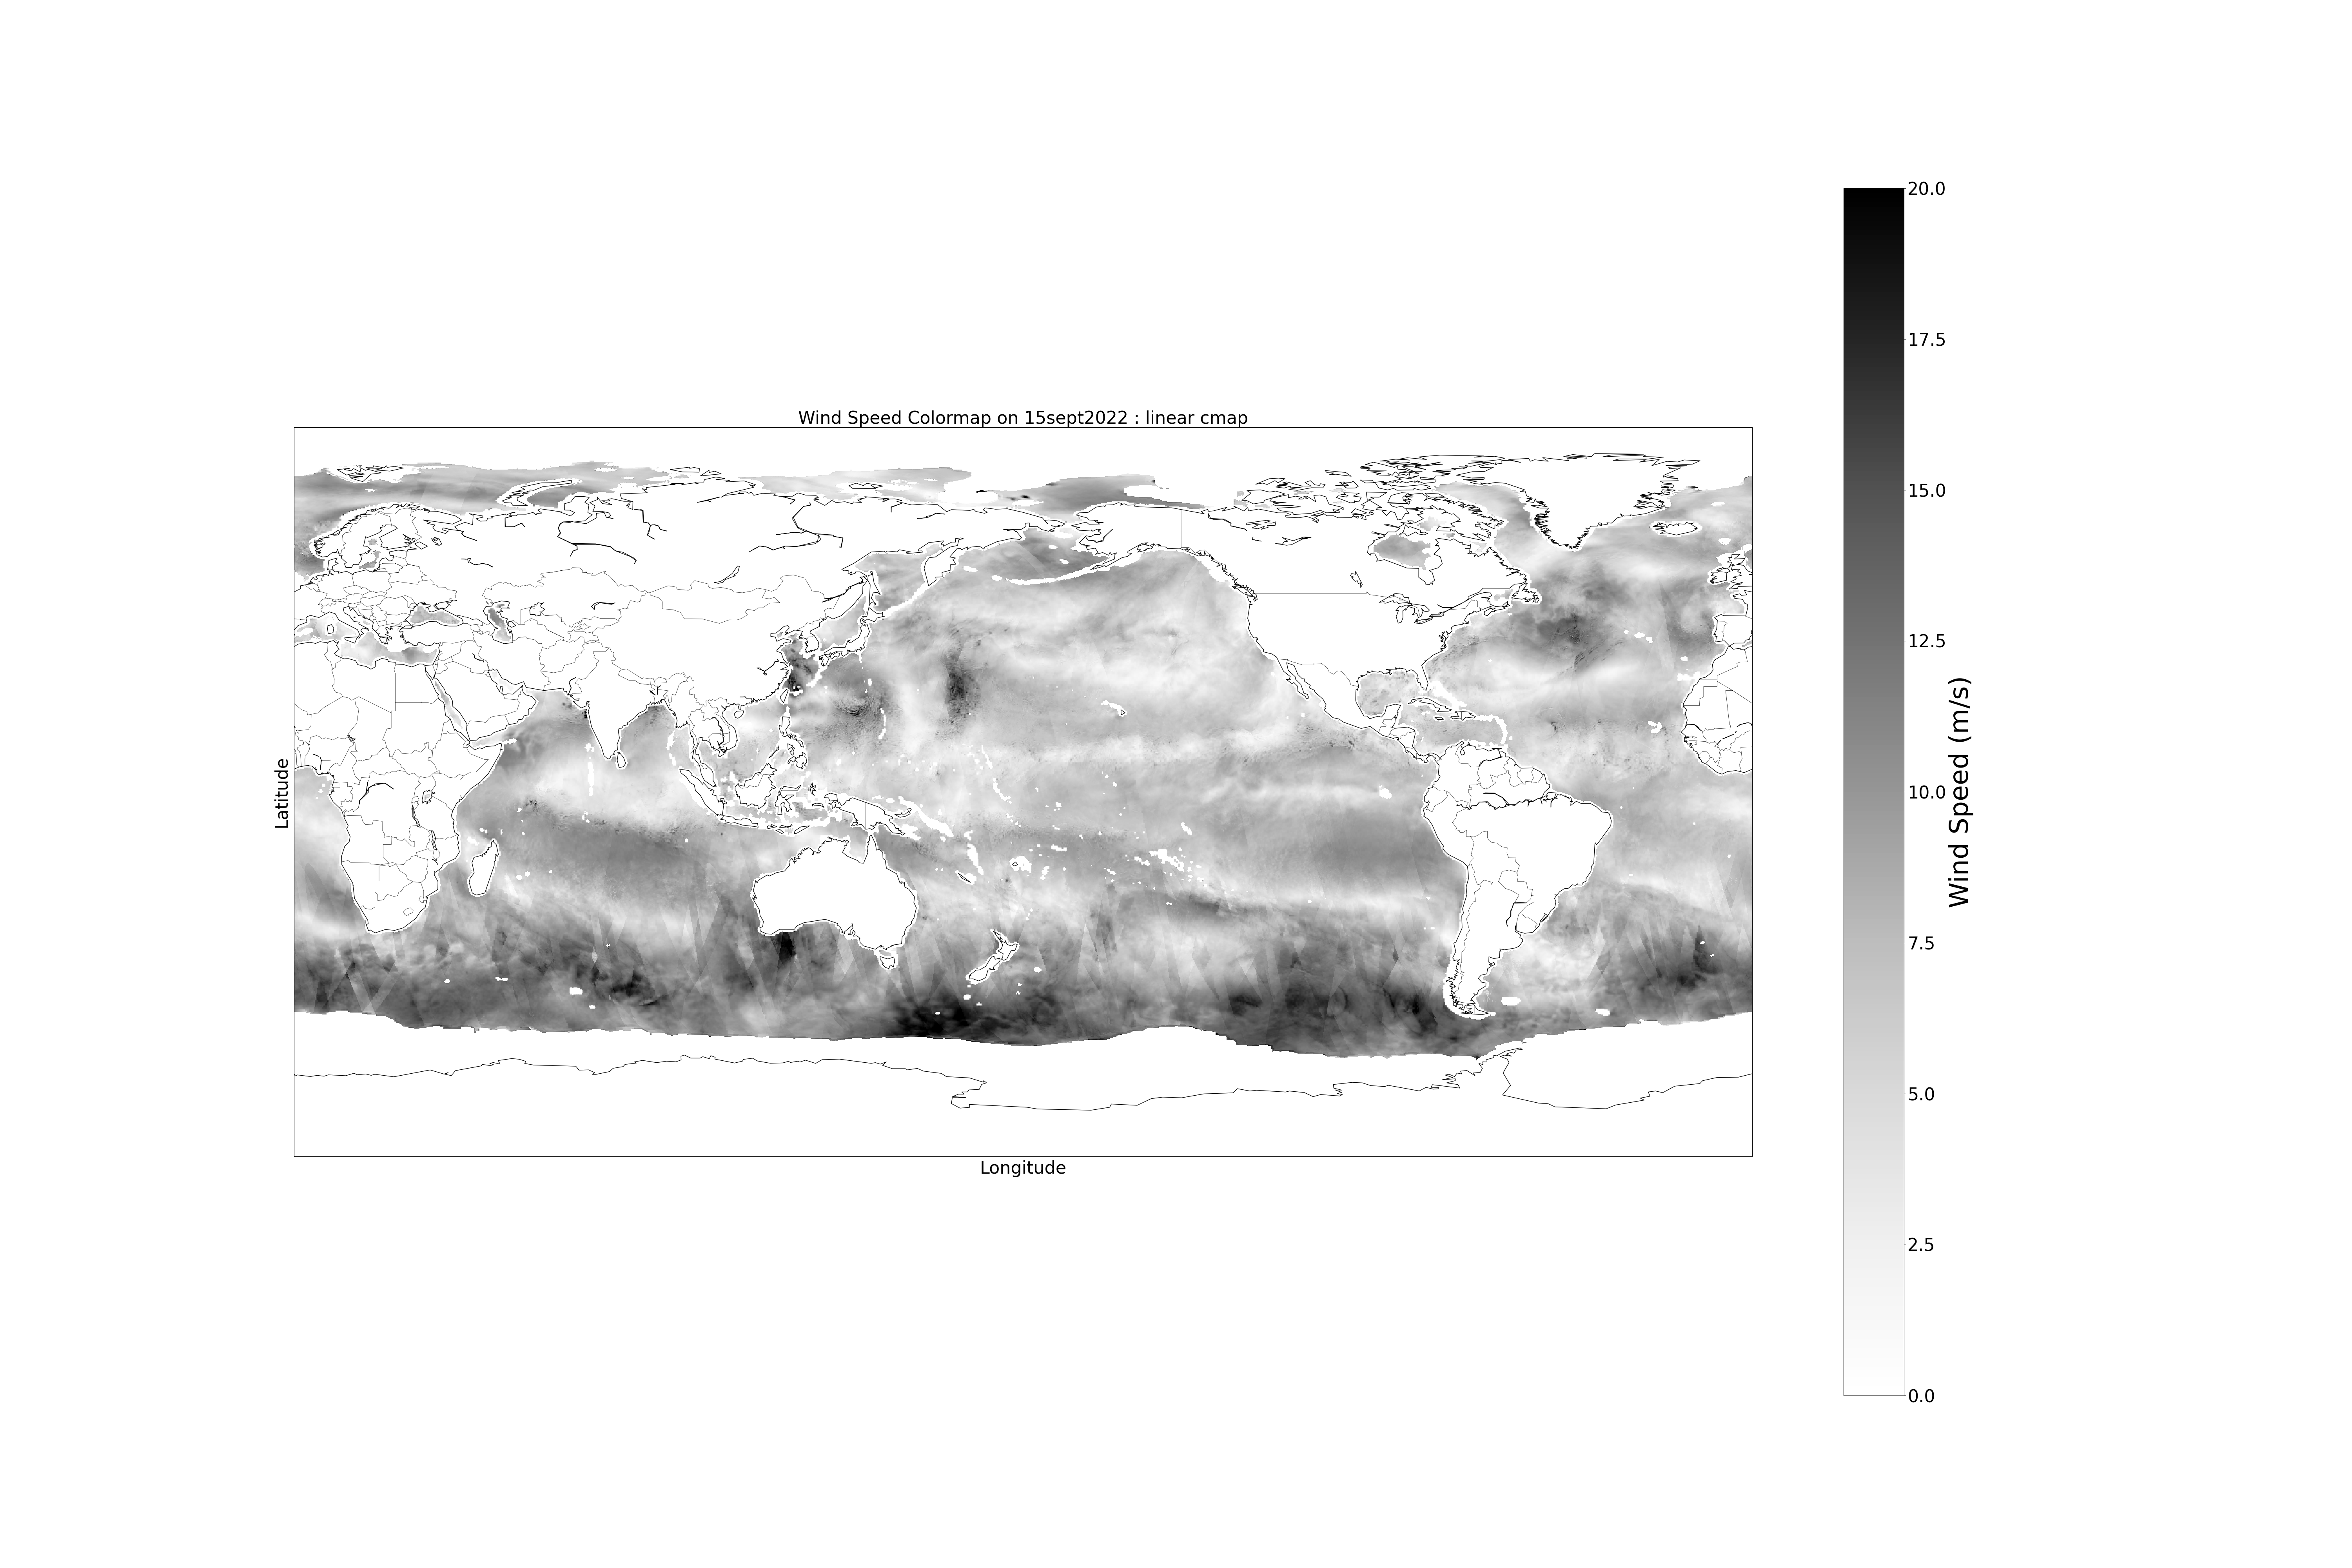 Wind Speed Colormap on 15sept2022 : linear cmap
Latitude
Longitude
20.0
17.5
15.0
12.5
10.0
7.5
5.0
2.5
0.0
Wind Speed (m/s)